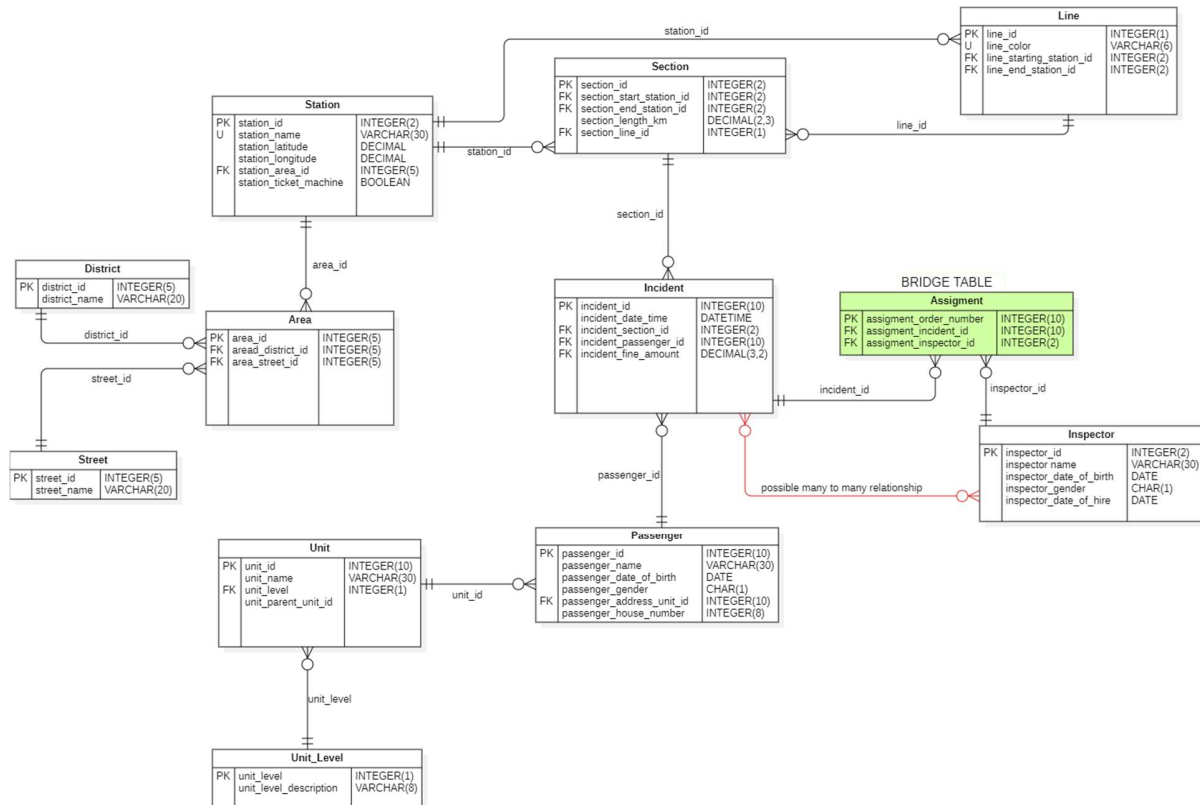 Line
PK line_id INTEGER(1)
U line_color VARCHAR(6)
FK line_starting_station_id INTEGER(2)
FK line_end_station_id INTEGER(2)
station_id
Section
PK section_id INTEGER(2)
FK section_start_station_id INTEGER(2)
FK section_end_station_id INTEGER(2)
section_length_km DECIMAL(2,3)
FK section_line_id INTEGER(1)
Station
PK station_id INTEGER(2)
U station_name VARCHAR(30)
station_latitude DECIMAL
station_longitude DECIMAL
FK station_area_id INTEGER(5)
station_ticket_machine BOOLEAN
station_id
line_id
section_id
area_id
District
PK district_id INTEGER(5)
district_name VARCHAR(20)
district_id
Area
PK area_id INTEGER(5)
FK aread_district_id INTEGER(5)
FK area_street_id INTEGER(5)
street_id
Street
PK street_id INTEGER(5)
street_name VARCHAR(20)
Incident
PK incident_id INTEGER(10)
incident_date_time DATETIME
FK incident_section_id INTEGER(2)
FK incident_passenger_id INTEGER(10)
FK incident_fine_amount DECIMAL(3,2)
BRIDGE TABLE
Assigment
PK assigment_order_number INTEGER(10)
FK assigment_incident_id INTEGER(10)
FK assigment_inspector_id INTEGER(2)
incident_id
inspector_id
Inspector
PK inspector_id INTEGER(2)
inspector name VARCHAR(30)
inspector_date_of_birth DATE
inspector_gender CHAR(1)
inspector_date_of_hire DATE
passenger_id
possible many to many relationship
Passenger
PK passenger_id INTEGER(10)
passenger_name VARCHAR(30)
passenger_date_of_birth DATE
passenger_gender CHAR(1)
FK passenger_address_unit_id INTEGER(10)
passenger_house_number INTEGER(8)
Unit
PK unit_id INTEGER(10)
unit_name VARCHAR(30)
FK unit_level INTEGER(1)
unit_parent_unit_id
unit_id
unit_level
Unit_Level
PK unit_level INTEGER(1)
unit_level_description VARCHAR(8)